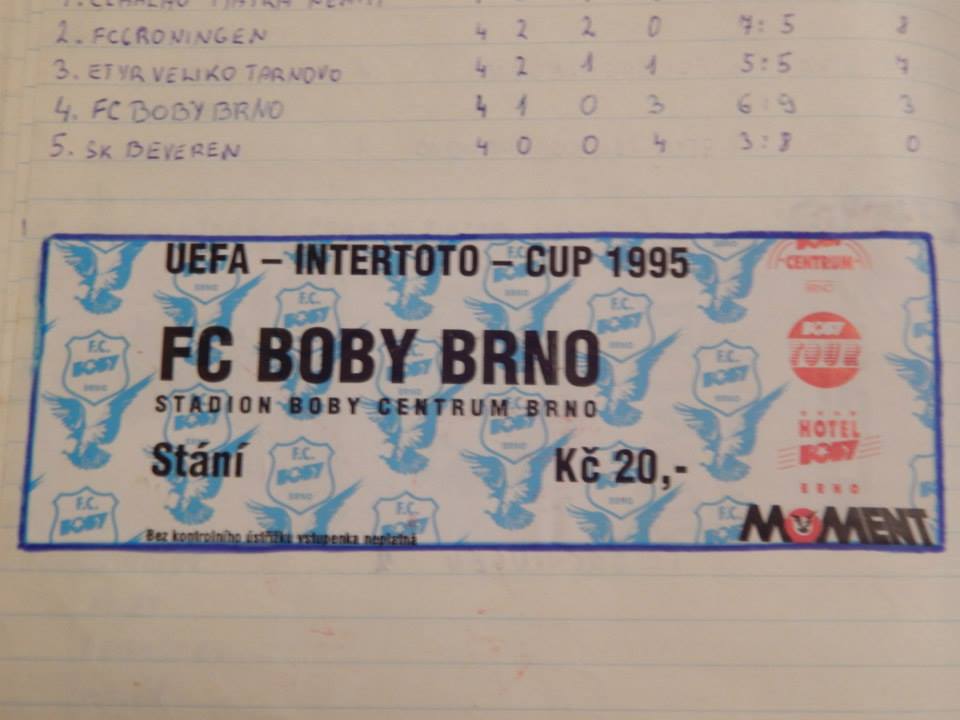 2. FC GRONINGEN 4 2 2 0 7:5 8
3. ETYR VELIKO TARNOVO 4 2 1 1 5:5 7
4. FC BOBY BRNO 4 1 0 3 6:9 3
5. SK BEVEREN 4 0 0 4 3:8 0
UEFA – INTERTOTO – CUP 1995
FC BOBY BRNO
STADION BOBY CENTRUM BRNO
Stání Kč 20,-
Bez kontrolního ústřižku vstupenka neplatná
BOBY
CENTRUM
BRNO
BOBY
TOUR
HOTEL
BOBY
BRNO
MOMENT
F.C.
BOBY
BRNO